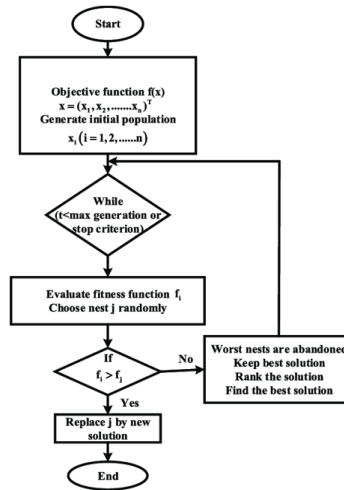 Start
Objective function f(x)
x = (x₁, x₂, .......xₙ)ᵀ
Generate initial population
xᵢ (i = 1, 2, ......n)
While
(t<max generation or
stop criterion)
Evaluate fitness function fᵢ
Choose nest j randomly
If
fᵢ > fⱼ
No
Worst nests are abandoned
Keep best solution
Rank the solution
Find the best solution
Yes
Replace j by new
solution
End